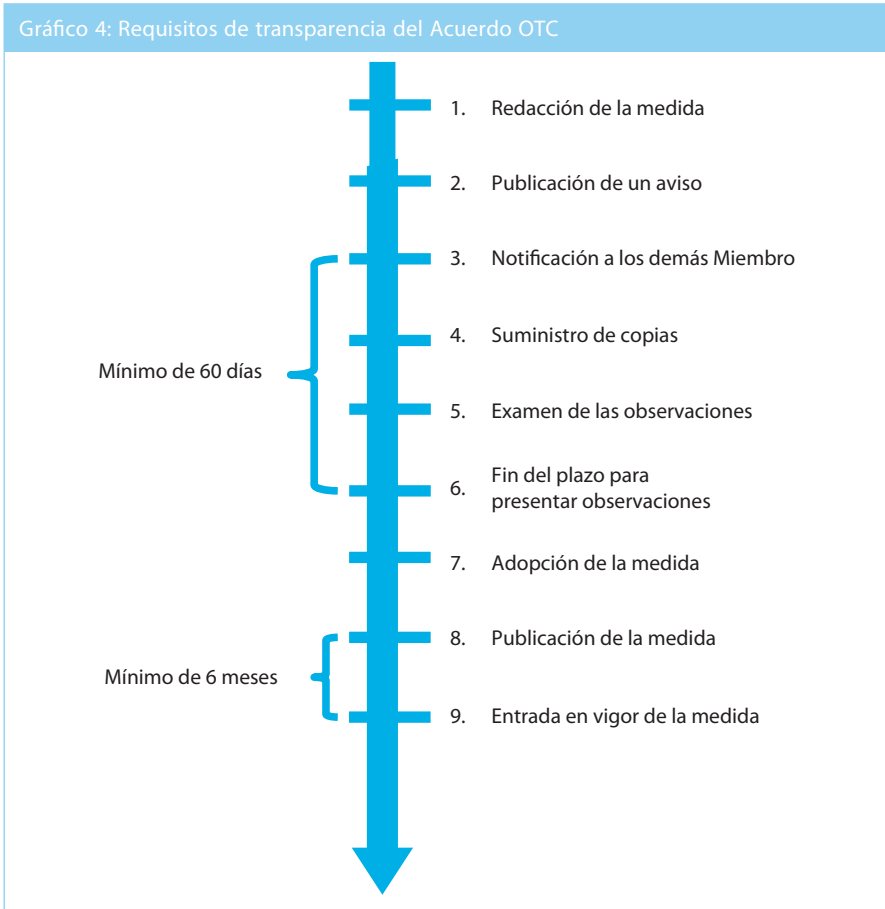 Gráfico 4: Requisitos de transparencia del Acuerdo OTC
1. Redacción de la medida
2. Publicación de un aviso
3. Notificación a los demás Miembro
4. Suministro de copias
Mínimo de 60 días
5. Examen de las observaciones
6. Fin del plazo para
presentar observaciones
7. Adopción de la medida
8. Publicación de la medida
Mínimo de 6 meses
9. Entrada en vigor de la medida